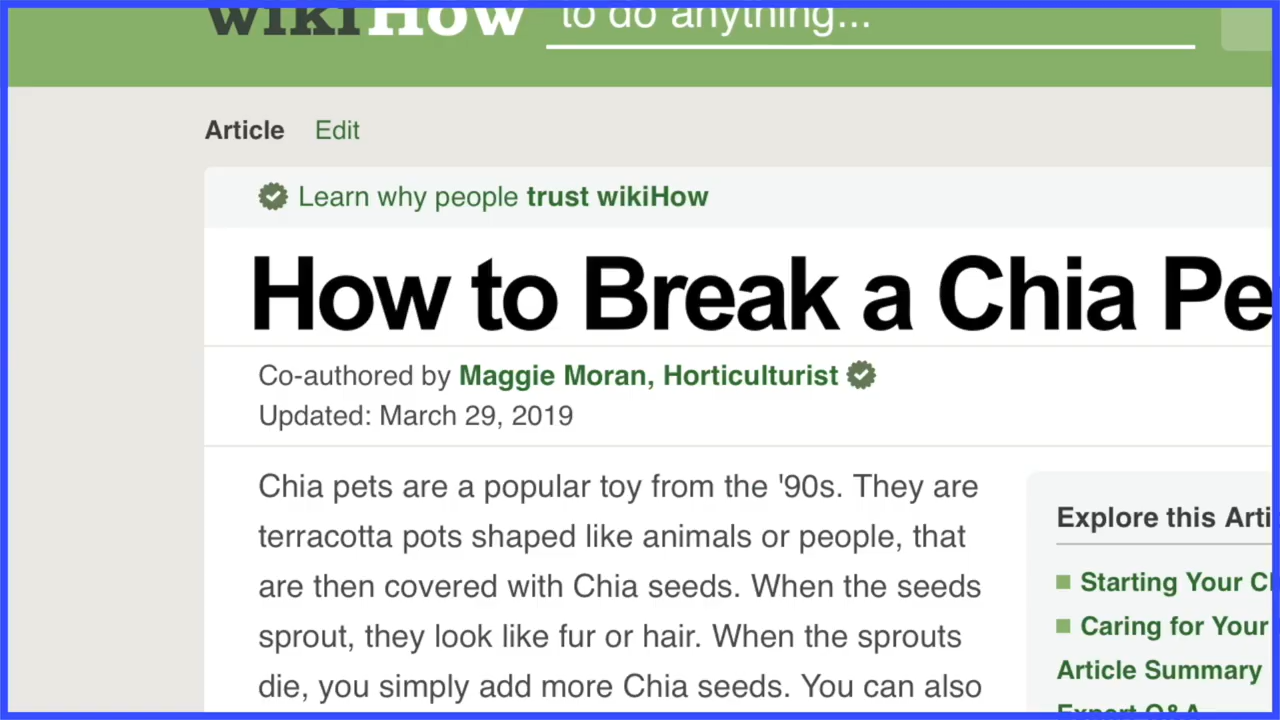 wikiHow
to do anything...
Article Edit
Learn why people trust wikiHow
How to Break a Chia Pe
Co-authored by Maggie Moran, Horticulturist
Updated: March 29, 2019
Chia pets are a popular toy from the '90s. They are
terracotta pots shaped like animals or people, that
are then covered with Chia seeds. When the seeds
sprout, they look like fur or hair. When the sprouts
die, you simply add more Chia seeds. You can also
Explore this Arti
Starting Your C
Caring for Your
Article Summary
Expert Q&A